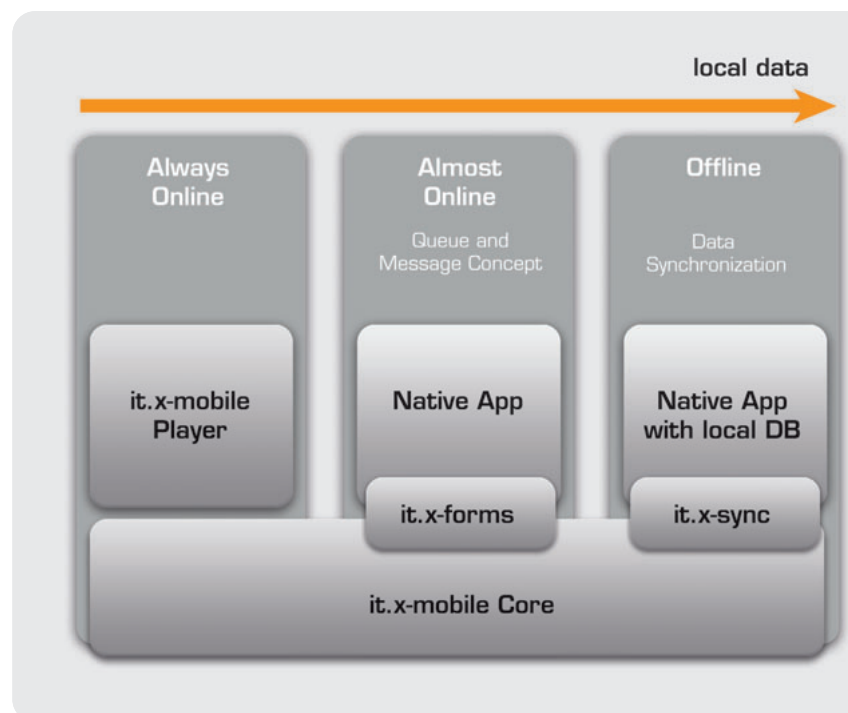 local data
Always
Online
Almost
Online
Queue and
Message Concept
Offline
Data
Synchronization
it.x-mobile
Player
Native App
Native App
with local DB
it.x-forms
it.x-sync
it.x-mobile Core